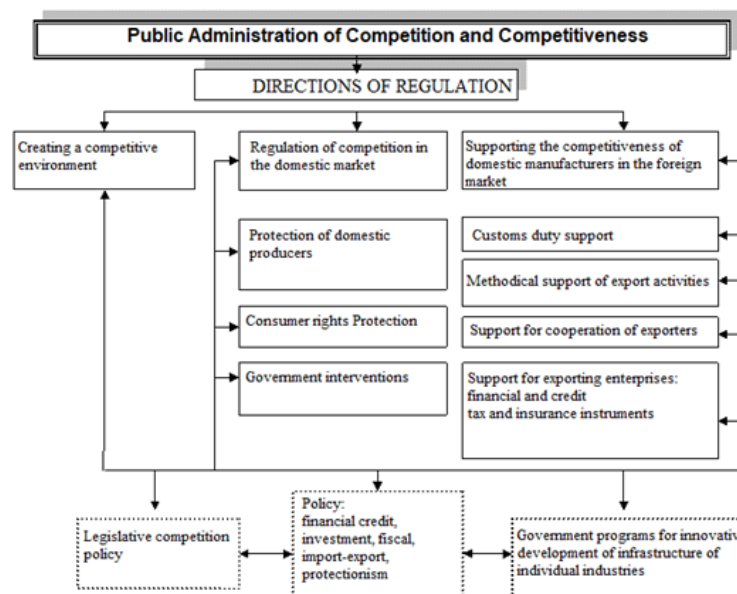 Public Administration of Competition and Competitiveness
DIRECTIONS OF REGULATION
Creating a competitive
environment
Regulation of competition in
the domestic market
Supporting the competitiveness of
domestic manufacturers in the foreign
market
Protection of domestic
producers
Customs duty support
Methodical support of export activities
Consumer rights Protection
Support for cooperation of exporters
Government interventions
Support for exporting enterprises:
financial and credit
tax and insurance instruments
Legislative competition
policy
Policy:
financial credit,
investment, fiscal,
import-export,
protectionism
Government programs for innovativ
development of infrastructure of
individual industries